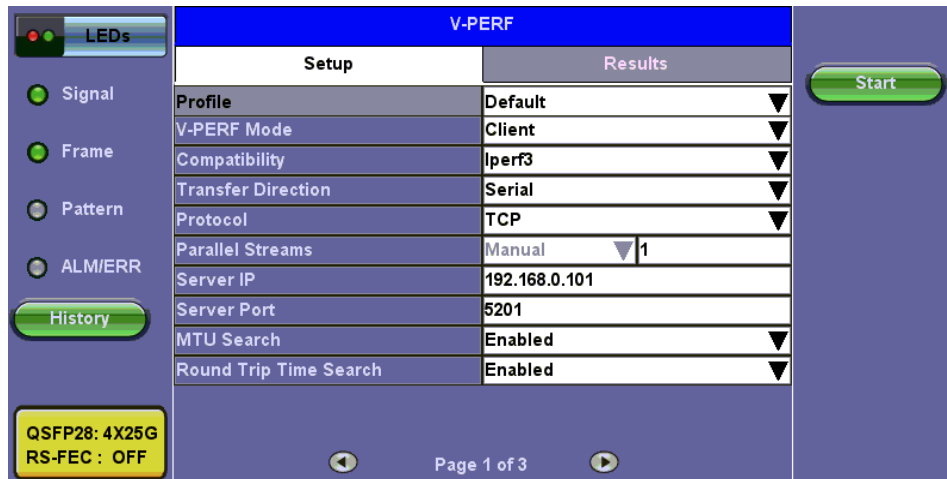 LEDs
Signal
Frame
Pattern
ALM/ERR
History
QSFP28: 4X25G
RS-FEC : OFF
V-PERF
Setup Results
Profile Default
V-PERF Mode Client
Compatibility Iperf3
Transfer Direction Serial
Protocol TCP
Parallel Streams Manual 1
Server IP 192.168.0.101
Server Port 5201
MTU Search Enabled
Round Trip Time Search Enabled
Page 1 of 3
Start